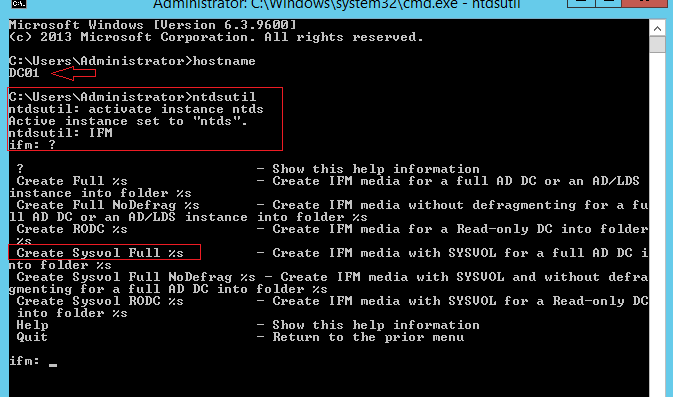 Administrator: C:\Windows\system32\cmd.exe - ntdsutil
Microsoft Windows [Version 6.3.9600]
(c) 2013 Microsoft Corporation. All rights reserved.
C:\Users\Administrator>hostname
DC01
C:\Users\Administrator>ntdsutil
ntdsutil: activate instance ntds
Active instance set to "ntds".
ntdsutil: IFM
ifm: ?
? - Show this help information
Create Full %s - Create IFM media for a full AD DC or an AD/LDS
instance into folder %s
Create Full NoDefrag %s - Create IFM media without defragmenting for a fu
ll AD DC or an AD/LDS instance into folder %s
Create RODC %s - Create IFM media for a Read-only DC into folder
%s
Create Sysvol Full %s - Create IFM media with SYSVOL for a full AD DC i
nto folder %s
Create Sysvol Full NoDefrag %s - Create IFM media with SYSVOL and without defra
gmenting for a full AD DC into folder %s
Create Sysvol RODC %s - Create IFM media with SYSVOL for a Read-only DC
into folder %s
Help - Show this help information
Quit - Return to the prior menu
ifm: _